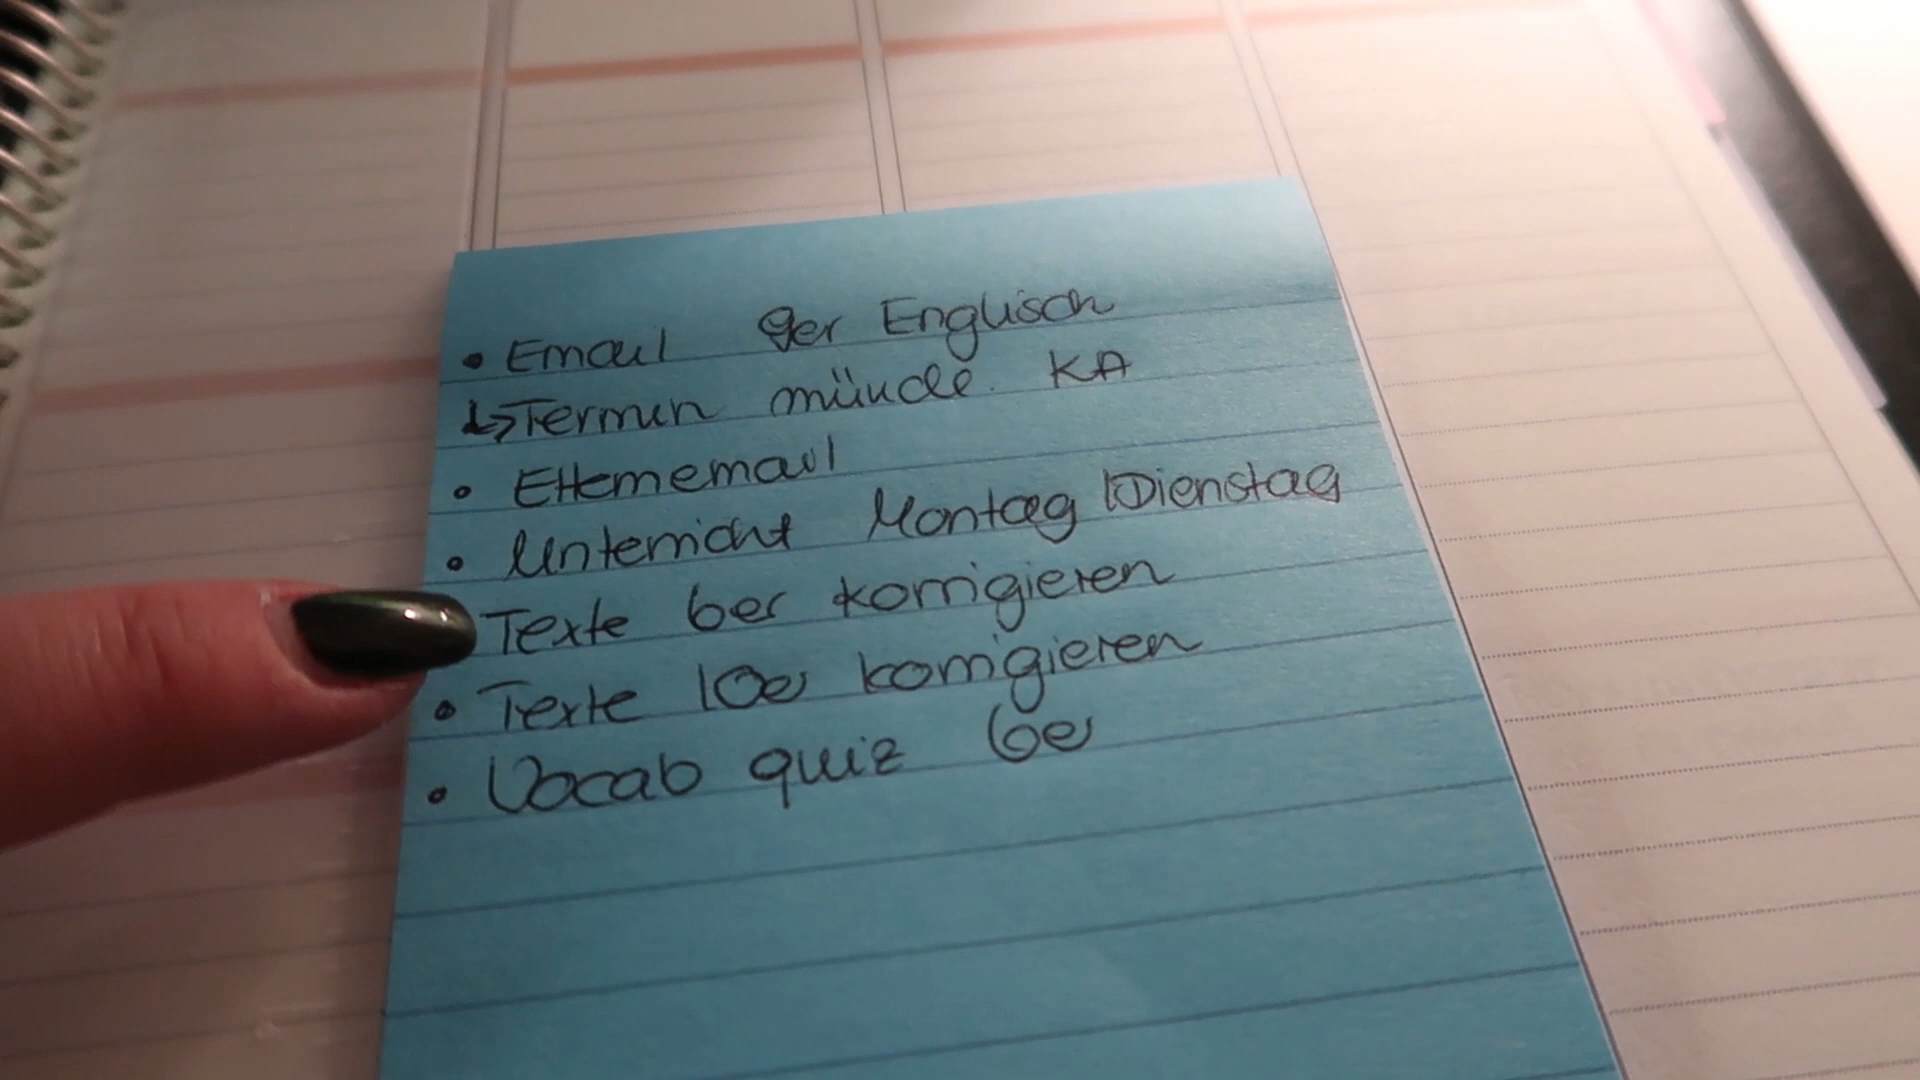 • Email 9er Englisch
↳ Termin mündl. KA
• Elternemail
• Unterricht Montag / Dienstag
Texte 6er korrigieren
• Texte 10er korrigieren
• Vocab quiz 6er